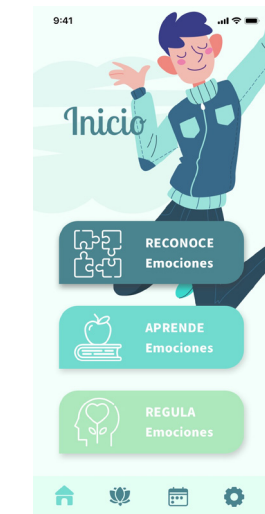 9:41
Inicio
RECONOCE
Emociones
APRENDE
Emociones
REGULA
Emociones